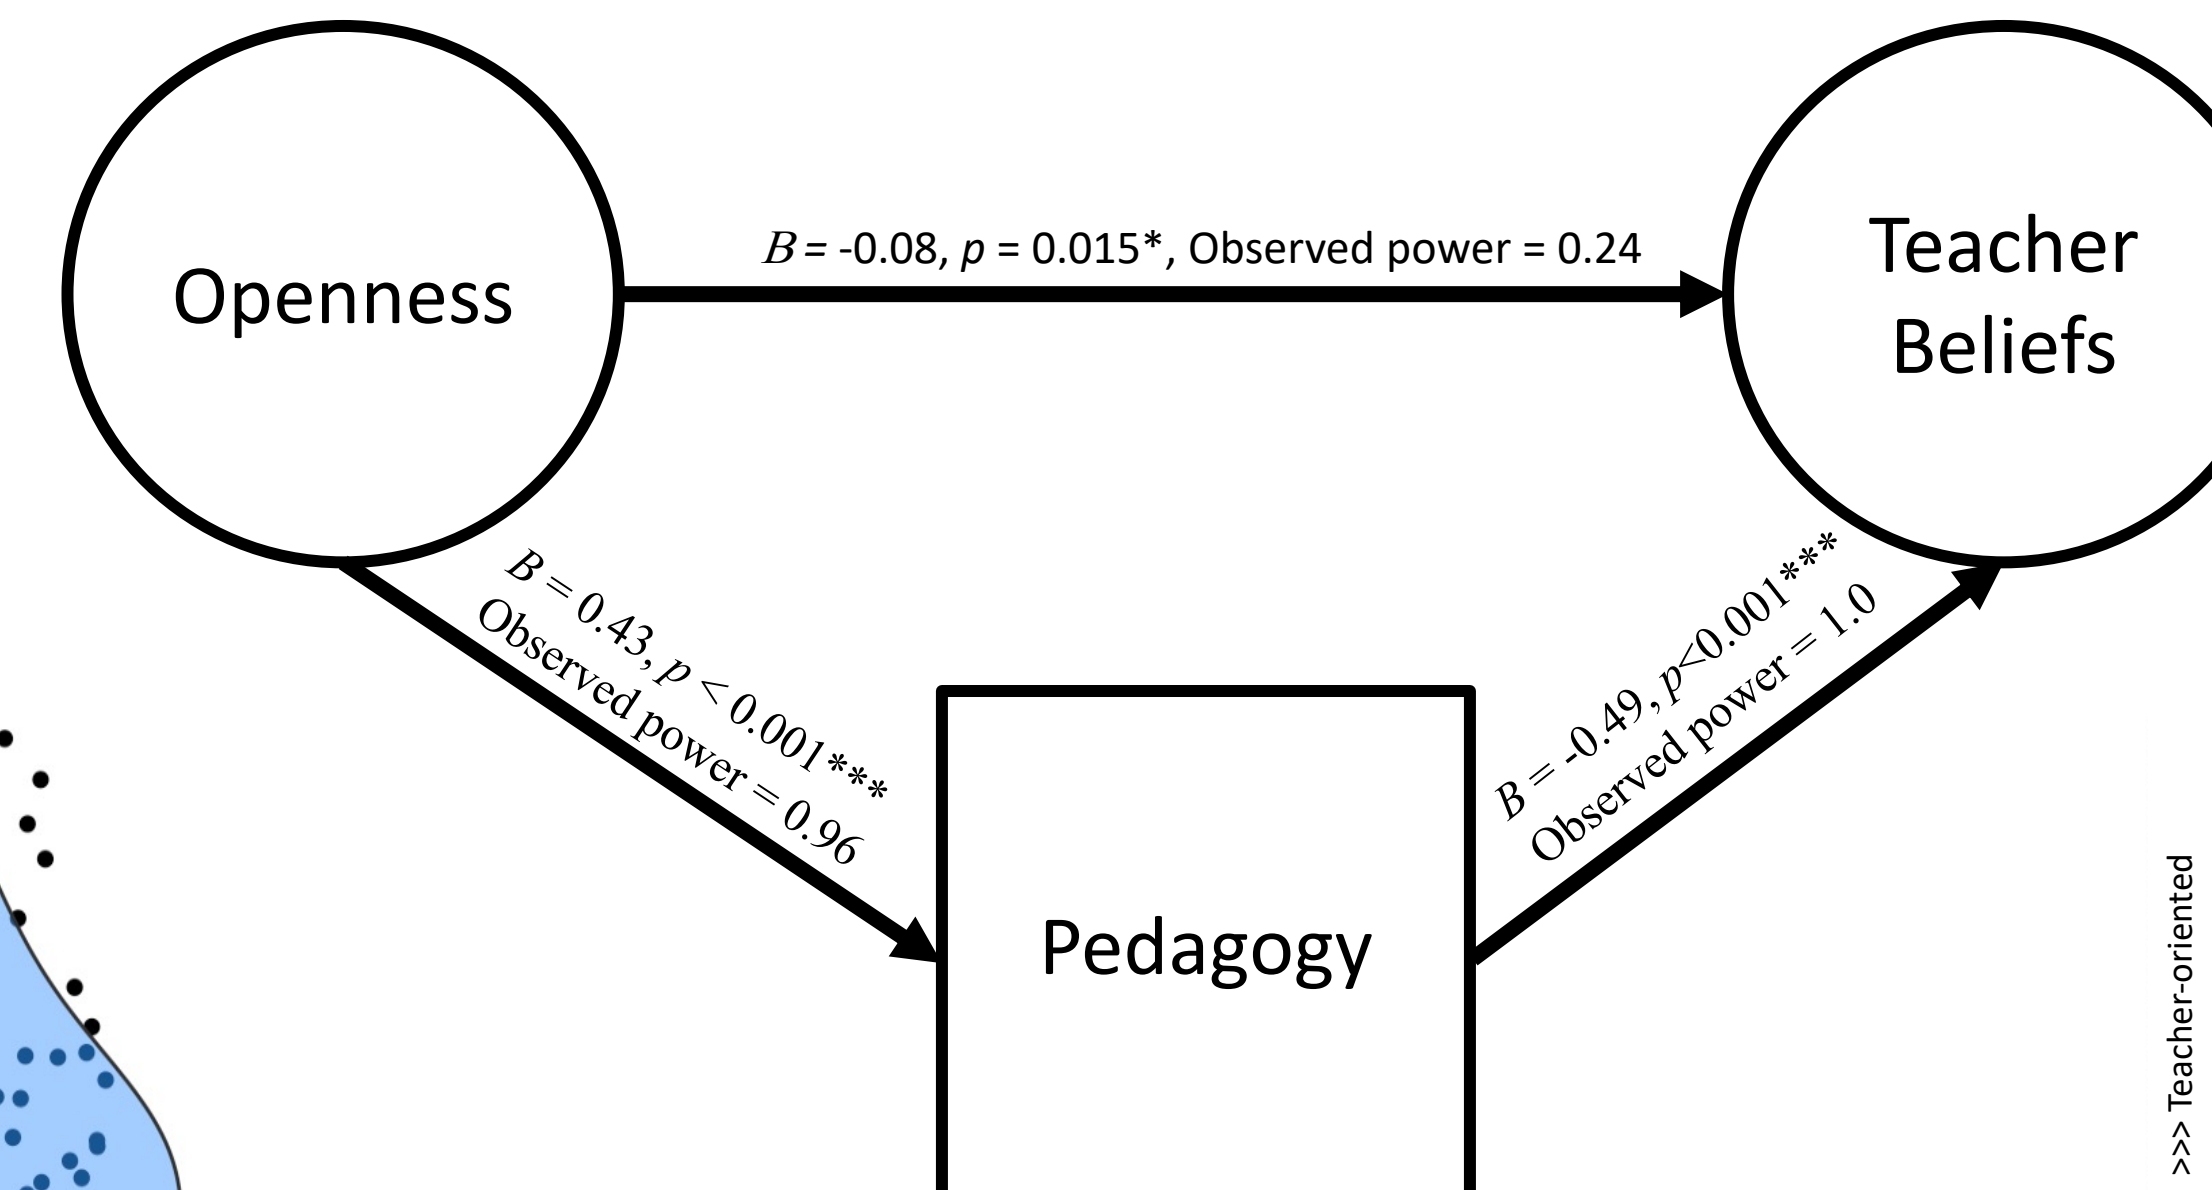 Openness
B = -0.08, p = 0.015*, Observed power = 0.24
Teacher
Beliefs
B = 0.43, p < 0.001***
Observed power = 0.96
B = -0.49, p<0.001***
Observed power = 1.0
Pedagogy
>>> Teacher-oriented